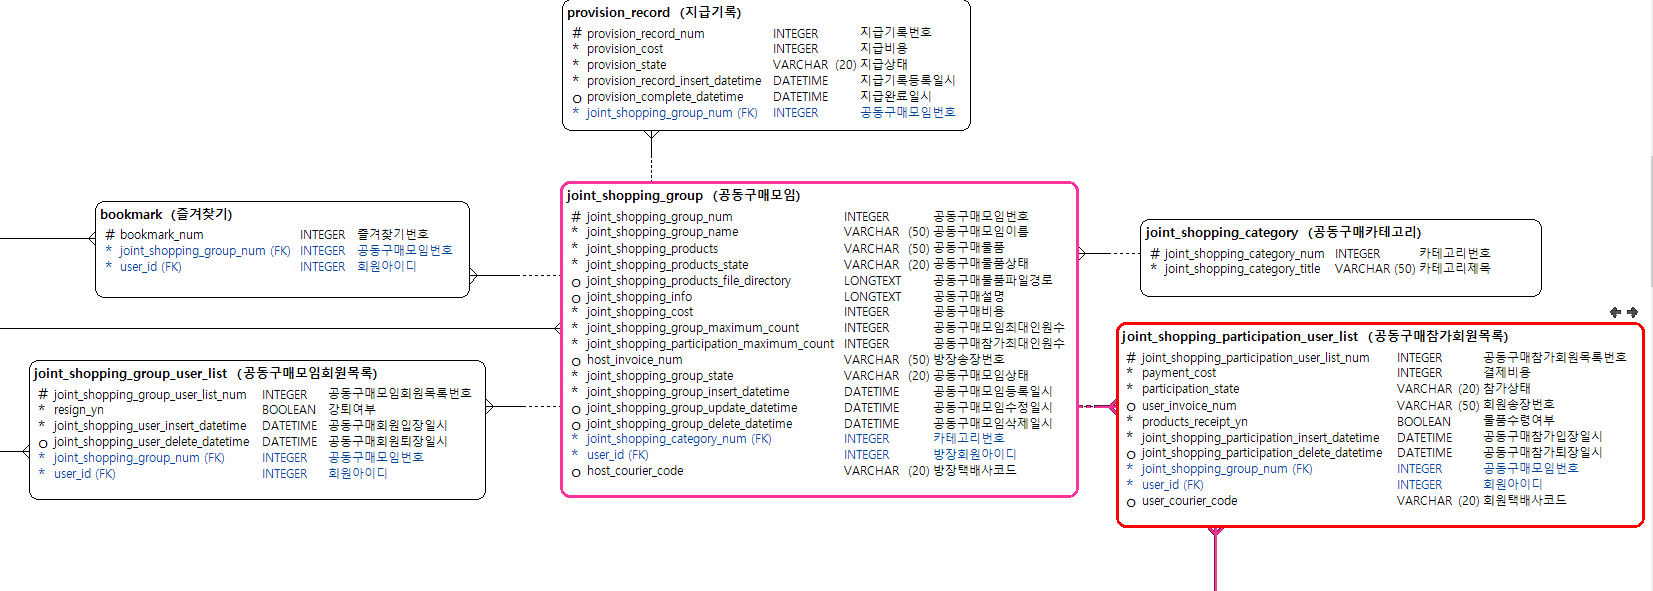 provision_record (지급기록)
# provision_record_num INTEGER 지급기록번호
* provision_cost INTEGER 지급비용
* provision_state VARCHAR (20) 지급상태
* provision_record_insert_datetime DATETIME 지급기록등록일시
o provision_complete_datetime DATETIME 지급완료일시
* joint_shopping_group_num (FK) INTEGER 공동구매모임번호
bookmark (즐겨찾기)
# bookmark_num INTEGER 즐겨찾기번호
* joint_shopping_group_num (FK) INTEGER 공동구매모임번호
* user_id (FK) INTEGER 회원아이디
joint_shopping_group_user_list (공동구매모임회원목록)
# joint_shopping_group_user_list_num INTEGER 공동구매모임회원목록번호
* resign_yn BOOLEAN 강퇴여부
* joint_shopping_user_insert_datetime DATETIME 공동구매회원입장일시
o joint_shopping_user_delete_datetime DATETIME 공동구매회원퇴장일시
* joint_shopping_group_num (FK) INTEGER 공동구매모임번호
* user_id (FK) INTEGER 회원아이디
joint_shopping_group (공동구매모임)
# joint_shopping_group_num INTEGER 공동구매모임번호
* joint_shopping_group_name VARCHAR (50) 공동구매모임이름
* joint_shopping_products VARCHAR (50) 공동구매물품
* joint_shopping_products_state VARCHAR (20) 공동구매물품상태
o joint_shopping_products_file_directory LONGTEXT 공동구매물품파일경로
o joint_shopping_info LONGTEXT 공동구매설명
* joint_shopping_cost INTEGER 공동구매비용
* joint_shopping_group_maximum_count INTEGER 공동구매모임최대인원수
* joint_shopping_participation_maximum_count INTEGER 공동구매참가최대인원수
o host_invoice_num VARCHAR (50) 방장송장번호
* joint_shopping_group_state VARCHAR (20) 공동구매모임상태
* joint_shopping_group_insert_datetime DATETIME 공동구매모임등록일시
o joint_shopping_group_update_datetime DATETIME 공동구매모임수정일시
o joint_shopping_group_delete_datetime DATETIME 공동구매모임삭제일시
* joint_shopping_category_num (FK) INTEGER 카테고리번호
* user_id (FK) INTEGER 방장회원아이디
o host_courier_code VARCHAR (20) 방장택배사코드
joint_shopping_category (공동구매카테고리)
# joint_shopping_category_num INTEGER 카테고리번호
* joint_shopping_category_title VARCHAR (50) 카테고리제목
joint_shopping_participation_user_list (공동구매참가회원목록)
# joint_shopping_participation_user_list_num INTEGER 공동구매참가회원목록번호
* payment_cost INTEGER 결제비용
* participation_state VARCHAR (20) 참가상태
o user_invoice_num VARCHAR (50) 회원송장번호
* products_receipt_yn BOOLEAN 물품수령여부
* joint_shopping_participation_insert_datetime DATETIME 공동구매참가입장일시
o joint_shopping_participation_delete_datetime DATETIME 공동구매참가퇴장일시
* joint_shopping_group_num (FK) INTEGER 공동구매모임번호
* user_id (FK) INTEGER 회원아이디
o user_courier_code VARCHAR (20) 회원택배사코드